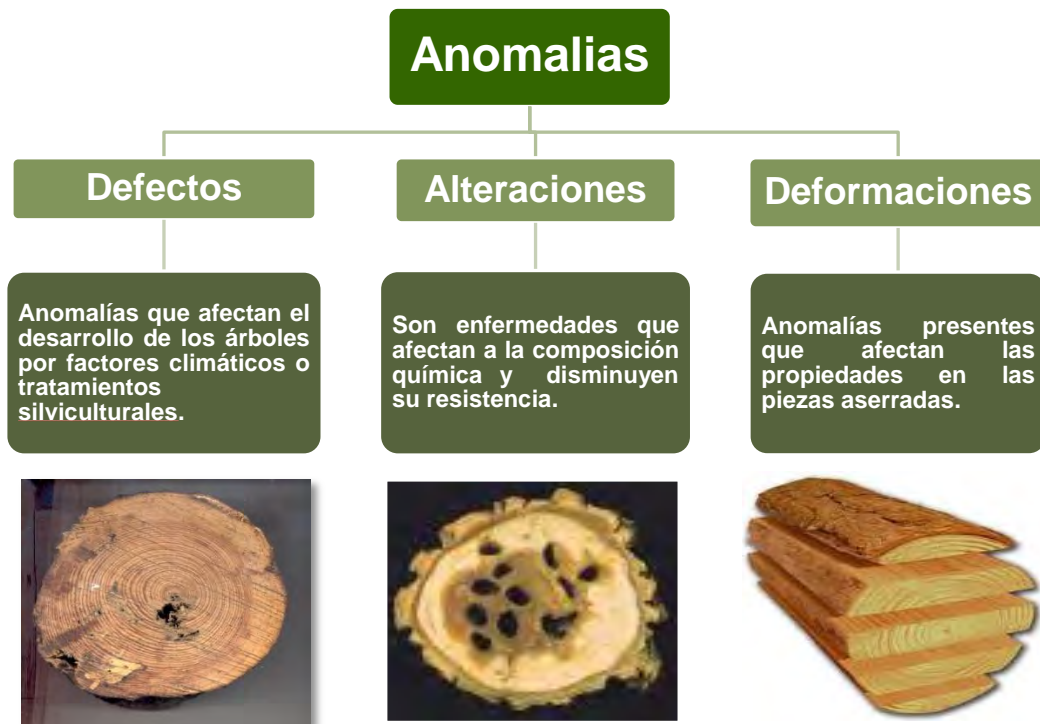 Anomalias
Defectos
Alteraciones
Deformaciones
Anomalías que afectan el
desarrollo de los árboles
por factores climáticos o
tratamientos
silviculturales.
Son enfermedades que
afectan a la composición
química y disminuyen
su resistencia.
Anomalías presentes
que afectan las
propiedades en las
piezas aserradas.